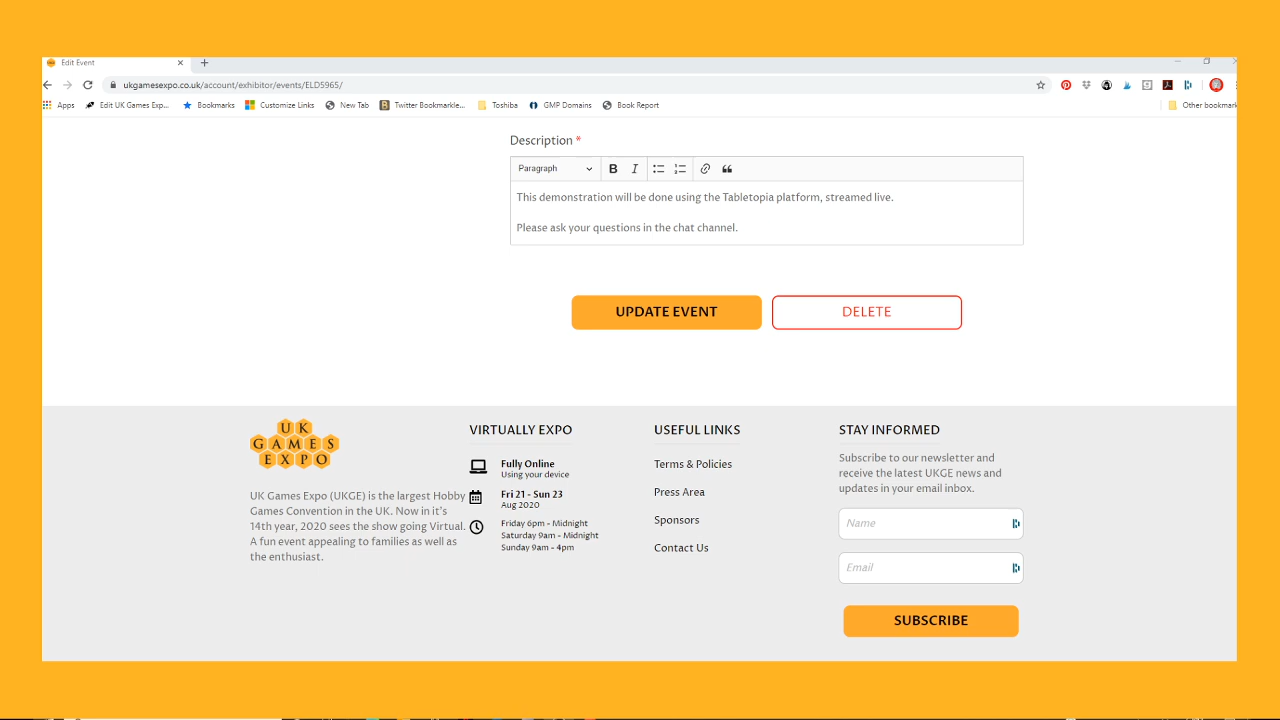 Edit Event
ukgamesexpo.co.uk/account/exhibitor/events/ELD5965/
Apps
Edit UK Games Exp...
Bookmarks
Customize Links
New Tab
Twitter Bookmarkle...
Toshiba
GMP Domains
Book Report
Other bookmark
Description *
Paragraph
B
I
This demonstration will be done using the Tabletopia platform, streamed live.
Please ask your questions in the chat channel.
UPDATE EVENT
DELETE
UK
GAMES
EXPO
UK Games Expo (UKGE) is the largest Hobby
Games Convention in the UK. Now in it's
14th year, 2020 sees the show going Virtual.
A fun event appealing to families as well as
the enthusiast.
VIRTUALLY EXPO
Fully Online
Using your device
Fri 21 - Sun 23
Aug 2020
Friday 6pm - Midnight
Saturday 9am - Midnight
Sunday 9am - 4pm
USEFUL LINKS
Terms & Policies
Press Area
Sponsors
Contact Us
STAY INFORMED
Subscribe to our newsletter and
receive the latest UKGE news and
updates in your email inbox.
Name
Email
SUBSCRIBE